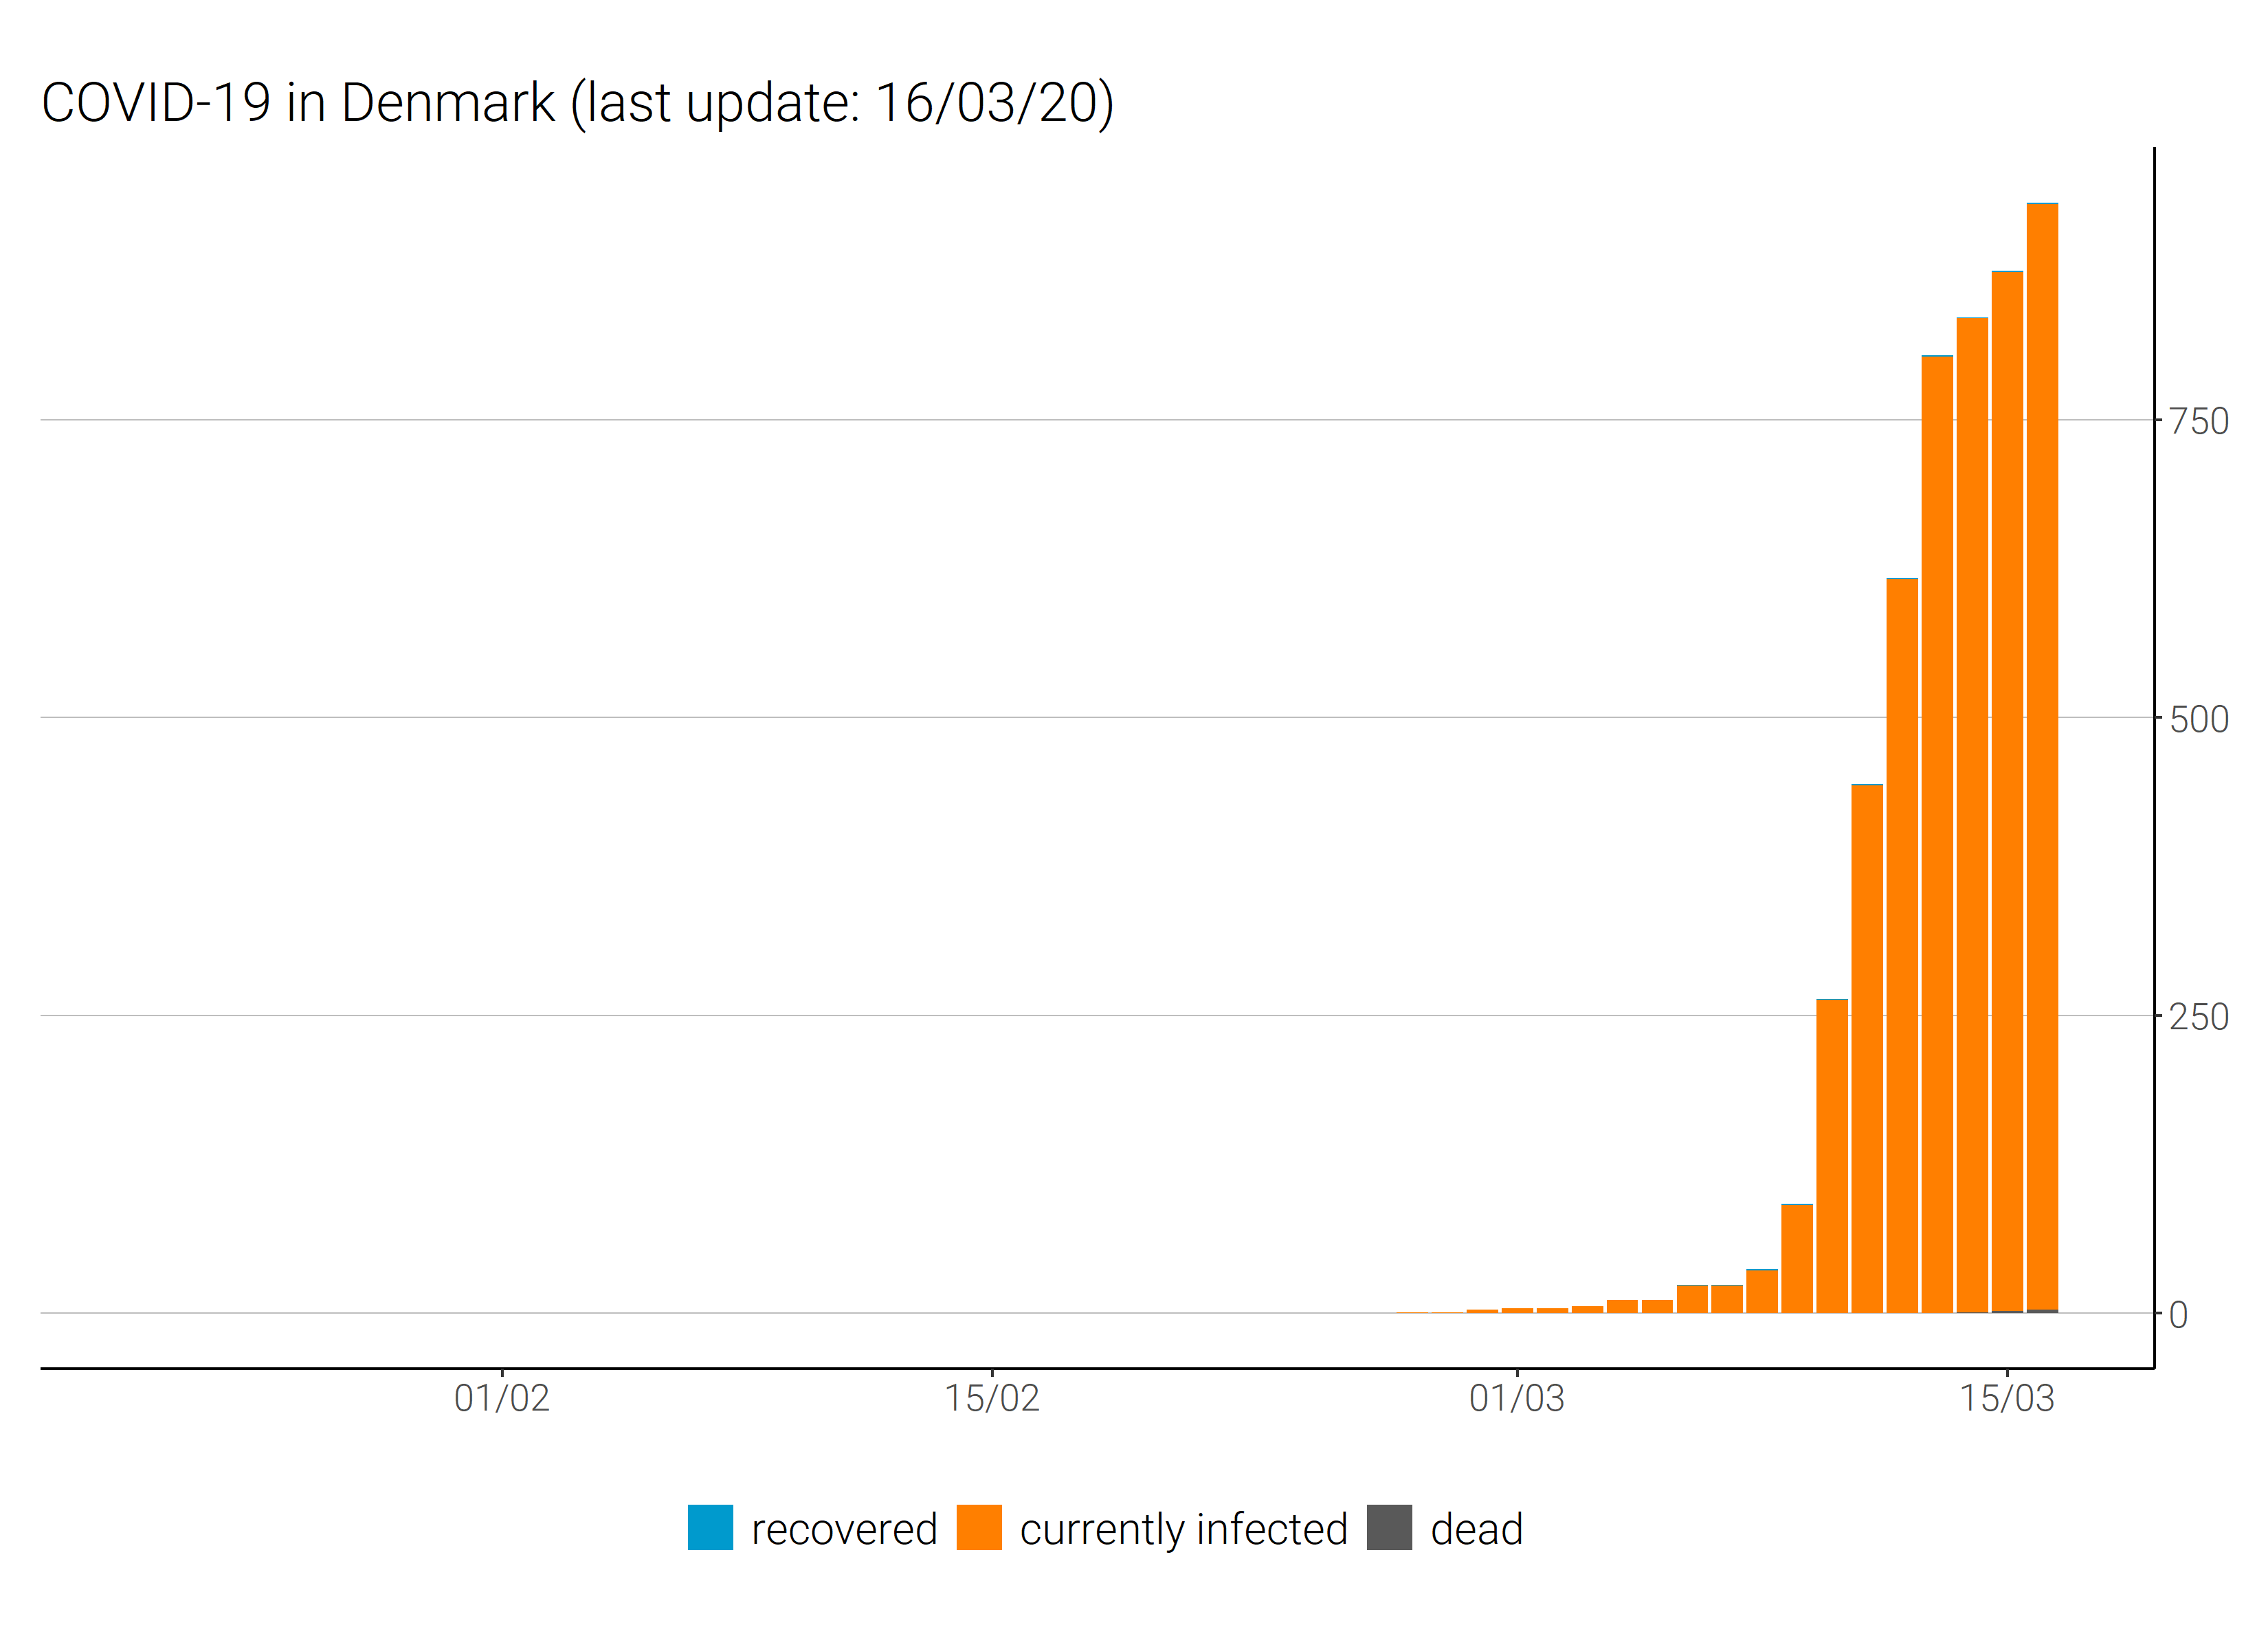 COVID-19 in Denmark (last update: 16/03/20)
750
500
250
0
01/02 15/02 01/03 15/03
recovered currently infected dead